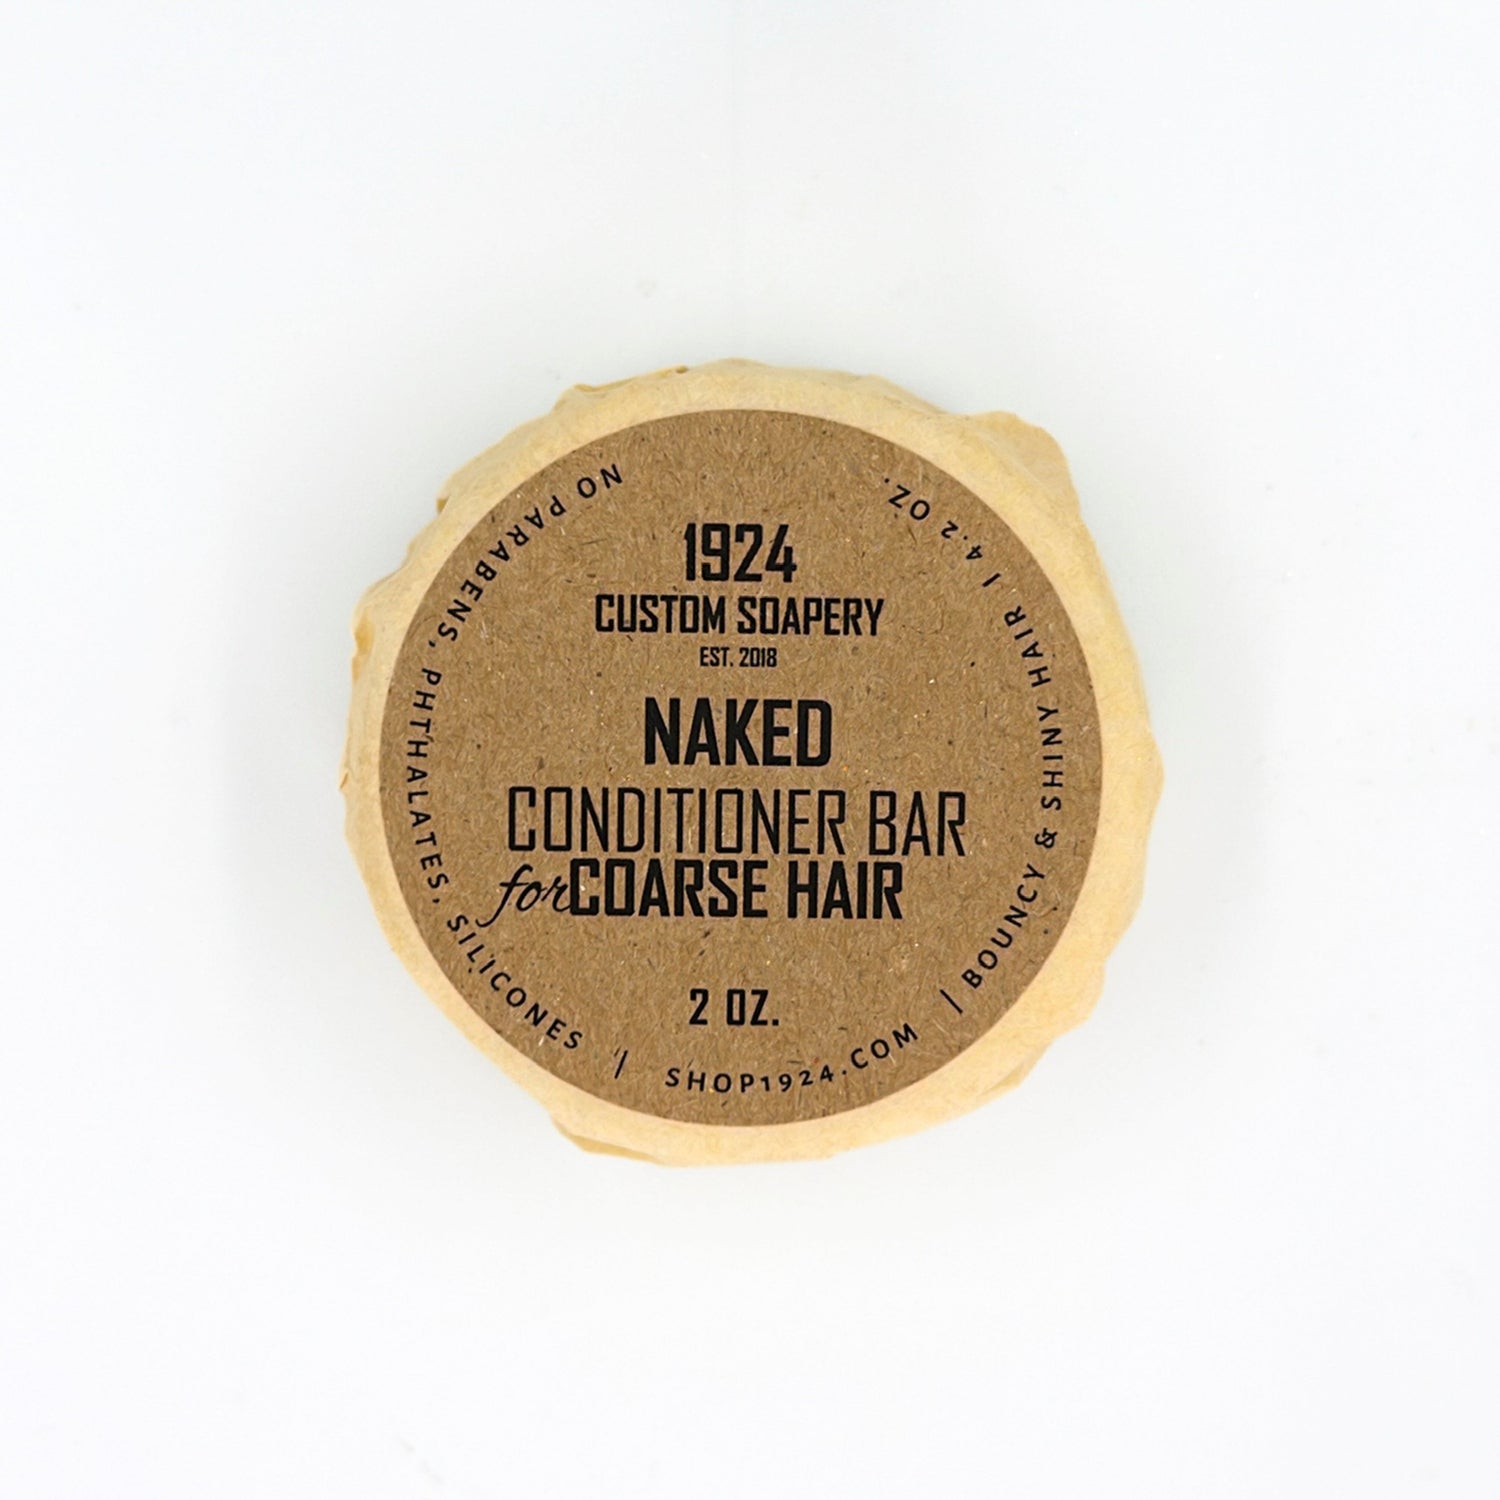 1924
CUSTOM SOAPERY
EST. 2018
NAKED
CONDITIONER BAR
for COARSE HAIR
2 OZ.
NO PARABENS, PHTHALATES, SILICONES | SHOP1924.COM | BOUNCY & SHINY HAIR | 4.2 OZ.